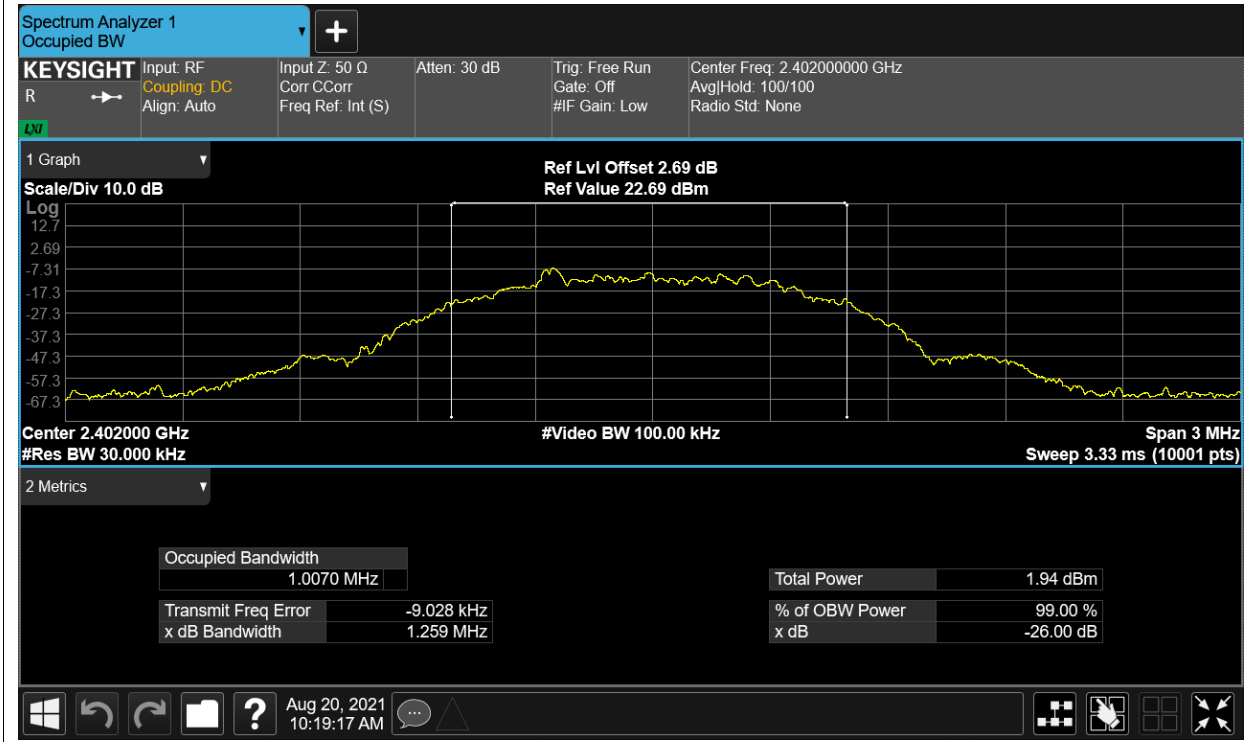 Spectrum Analyzer 1
Occupied BW
KEYSIGHT
R
LXI
Input: RF
Coupling: DC
Align: Auto
Input Z: 50 Ω
Corr CCorr
Freq Ref: Int (S)
Atten: 30 dB
Trig: Free Run
Gate: Off
#IF Gain: Low
Center Freq: 2.402000000 GHz
Avg|Hold: 100/100
Radio Std: None
1 Graph
Scale/Div 10.0 dB
Ref Lvl Offset 2.69 dB
Ref Value 22.69 dBm
Log
12.7
2.69
-7.31
-17.3
-27.3
-37.3
-47.3
-57.3
-67.3
Center 2.402000 GHz
#Video BW 100.00 kHz
Span 3 MHz
#Res BW 30.000 kHz
Sweep 3.33 ms (10001 pts)
2 Metrics
Occupied Bandwidth
1.0070 MHz
Total Power 1.94 dBm
Transmit Freq Error -9.028 kHz
% of OBW Power 99.00 %
x dB Bandwidth 1.259 MHz
x dB -26.00 dB
?
Aug 20, 2021
10:19:17 AM